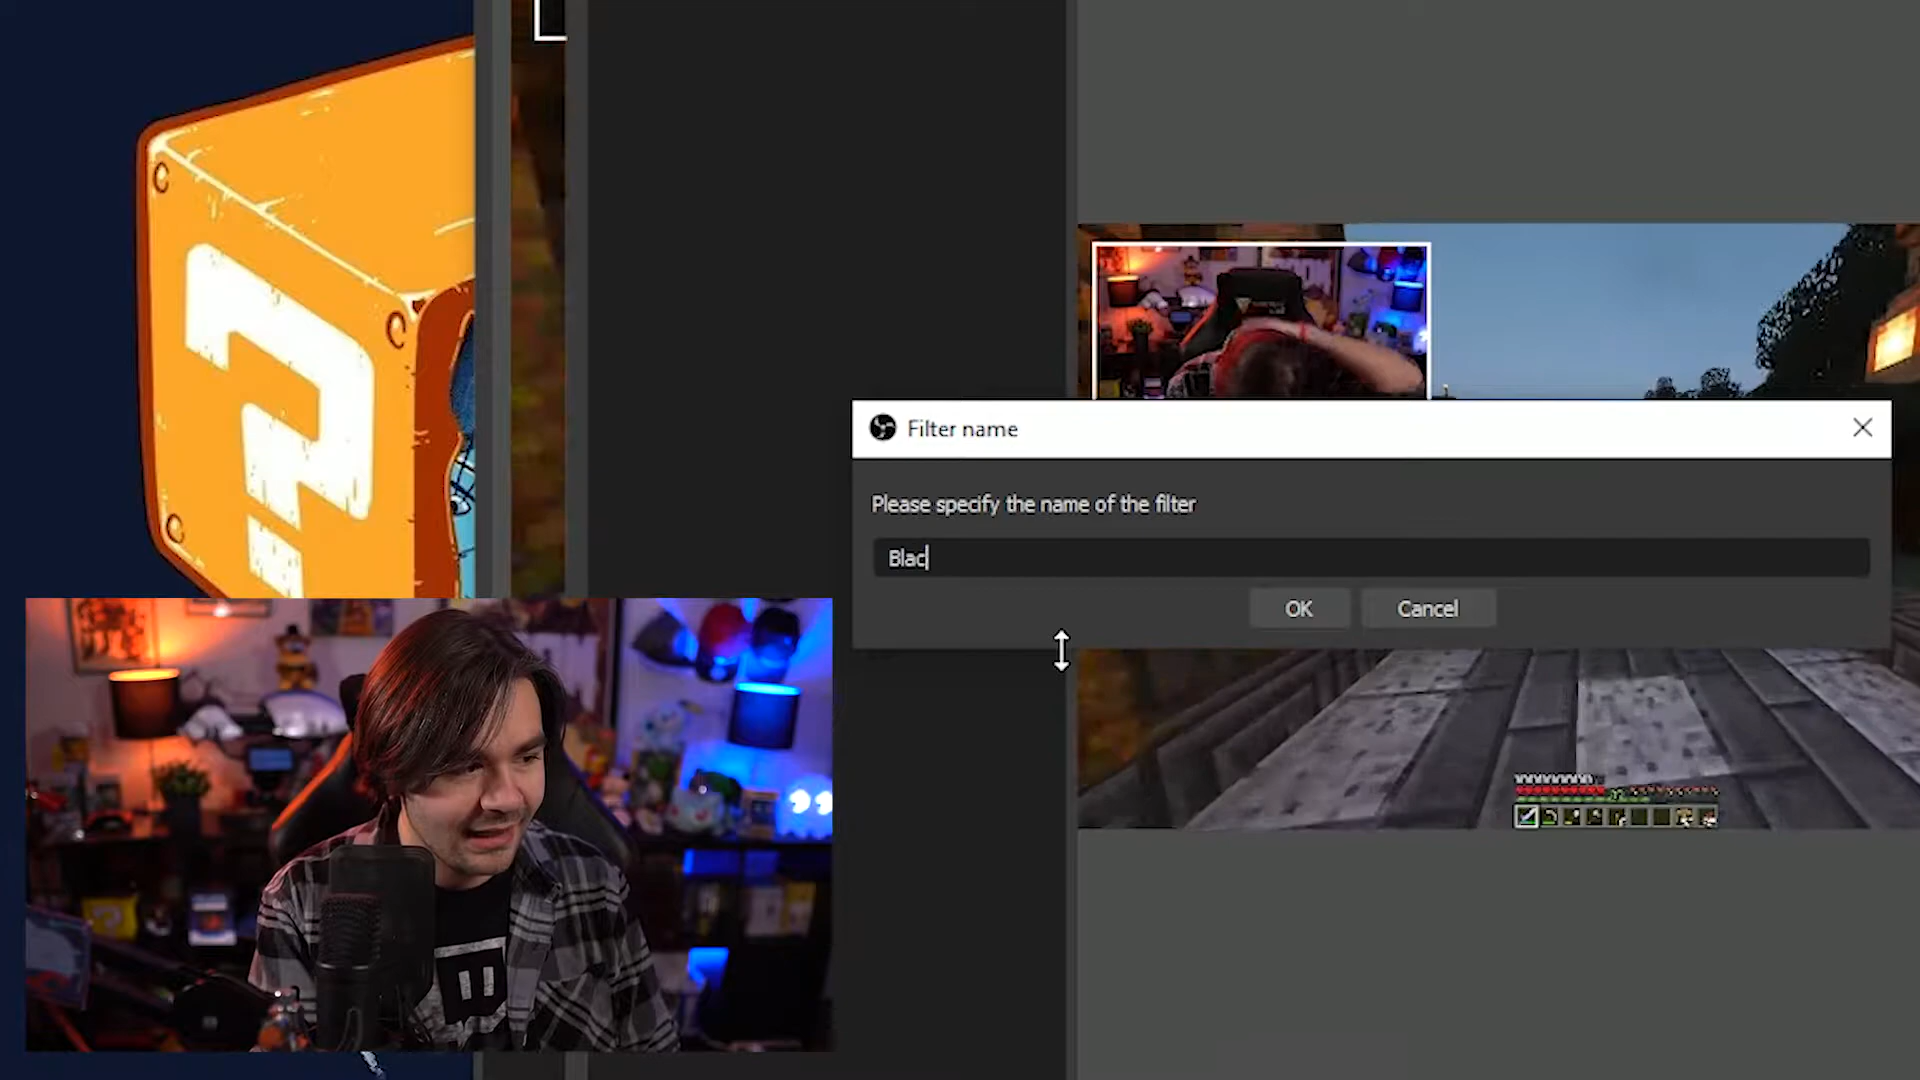 ?
Filter name
Please specify the name of the filter
Blac
OK
Cancel